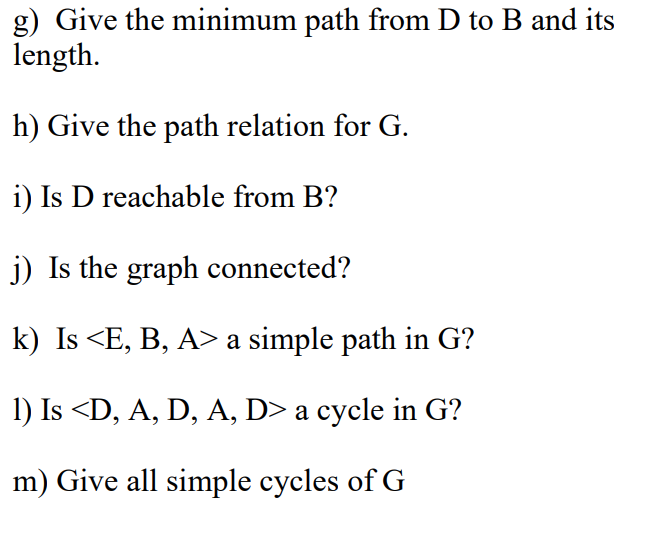 g) Give the minimum path from D to B and its
length.
h) Give the path relation for G.
i) Is D reachable from B?
j) Is the graph connected?
k) Is <E, B, A> a simple path in G?
l) Is <D, A, D, A, D> a cycle in G?
m) Give all simple cycles of G